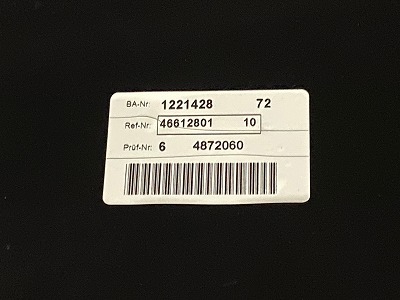 BA-Nr: 1221428 72
Ref-Nr: 46612801 10
Prüf-Nr: 6 4872060